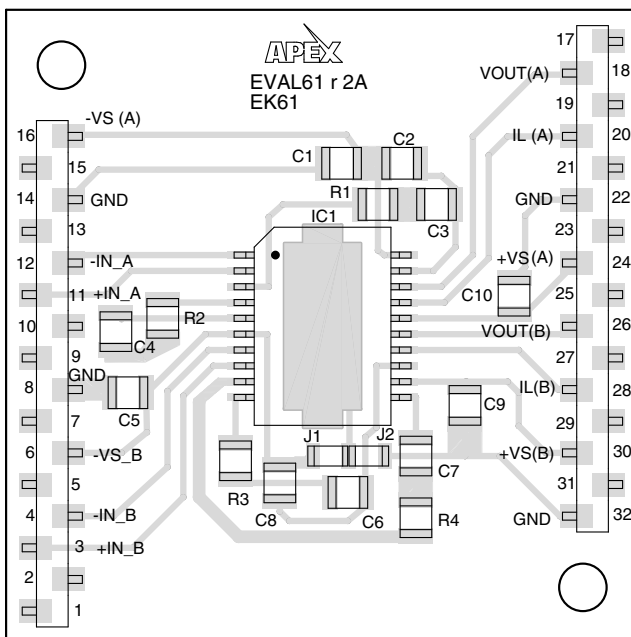 APEX
EVAL61 r 2A
EK61
17
VOUT(A) 18
19
IL (A) 20
21
GND 22
23
+VS(A) 24
25
VOUT(B) 26
27
IL(B) 28
29
+VS(B) 30
31
GND 32
16 -VS (A)
15
14 GND
13
12 -IN_A
11 +IN_A
10
9
8 GND
7
6 -VS_B
5
4 -IN_B
3 +IN_B
2
1
C1 C2
R1
IC1 C3
C10
R2
C4
C5
C9
J1 J2
C7
R3
C8 C6 R4